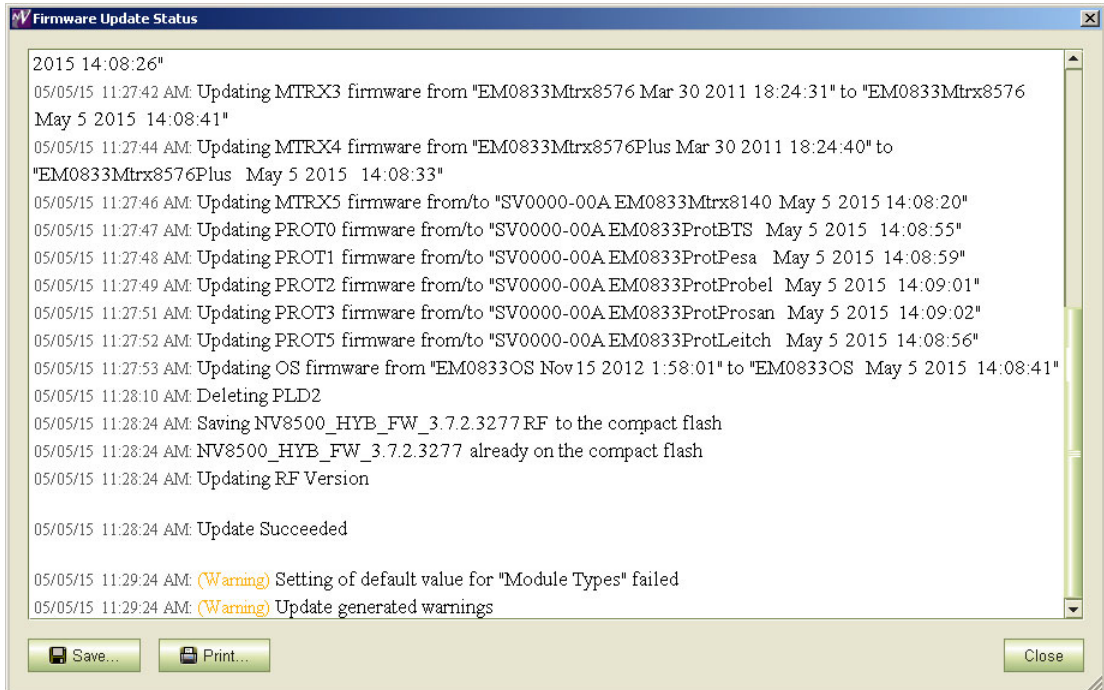 Firmware Update Status
2015 14:08:26"
05/05/15 11:27:42 AM: Updating MTRX3 firmware from "EM0833Mtrx8576 Mar 30 2011 18:24:31" to "EM0833Mtrx8576
May 5 2015 14:08:41"
05/05/15 11:27:44 AM: Updating MTRX4 firmware from "EM0833Mtrx8576Plus Mar 30 2011 18:24:40" to
"EM0833Mtrx8576Plus May 5 2015 14:08:33"
05/05/15 11:27:46 AM: Updating MTRX5 firmware from/to "SV0000-00A EM0833Mtrx8140 May 5 2015 14:08:20"
05/05/15 11:27:47 AM: Updating PROT0 firmware from/to "SV0000-00A EM0833ProtBTS May 5 2015 14:08:55"
05/05/15 11:27:48 AM: Updating PROT1 firmware from/to "SV0000-00A EM0833ProtPesa May 5 2015 14:08:59"
05/05/15 11:27:49 AM: Updating PROT2 firmware from/to "SV0000-00A EM0833ProtProbel May 5 2015 14:09:01"
05/05/15 11:27:51 AM: Updating PROT3 firmware from/to "SV0000-00A EM0833ProtProsan May 5 2015 14:09:02"
05/05/15 11:27:52 AM: Updating PROT5 firmware from/to "SV0000-00A EM0833ProtLeitch May 5 2015 14:08:56"
05/05/15 11:27:53 AM: Updating OS firmware from "EM0833OS Nov 15 2012 1:58:01" to "EM0833OS May 5 2015 14:08:41"
05/05/15 11:28:10 AM: Deleting PLD2
05/05/15 11:28:24 AM: Saving NV8500_HYB_FW_3.7.2.3277 RF to the compact flash
05/05/15 11:28:24 AM: NV8500_HYB_FW_3.7.2.3277 already on the compact flash
05/05/15 11:28:24 AM: Updating RF Version
05/05/15 11:28:24 AM: Update Succeeded
05/05/15 11:29:24 AM: (Warning) Setting of default value for "Module Types" failed
05/05/15 11:29:24 AM: (Warning) Update generated warnings
Save... Print... Close